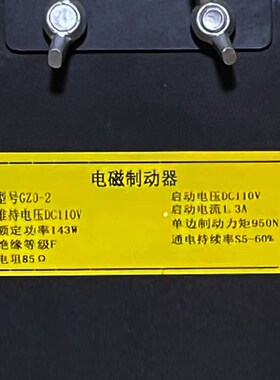 电磁制动器
型号GZD-2
维持电压DC110V
额定功率143W
绝缘等级F
电阻85Ω
启动电压DC110V
启动电流1.3A
单边制动力矩950N
通电持续率S5-60%